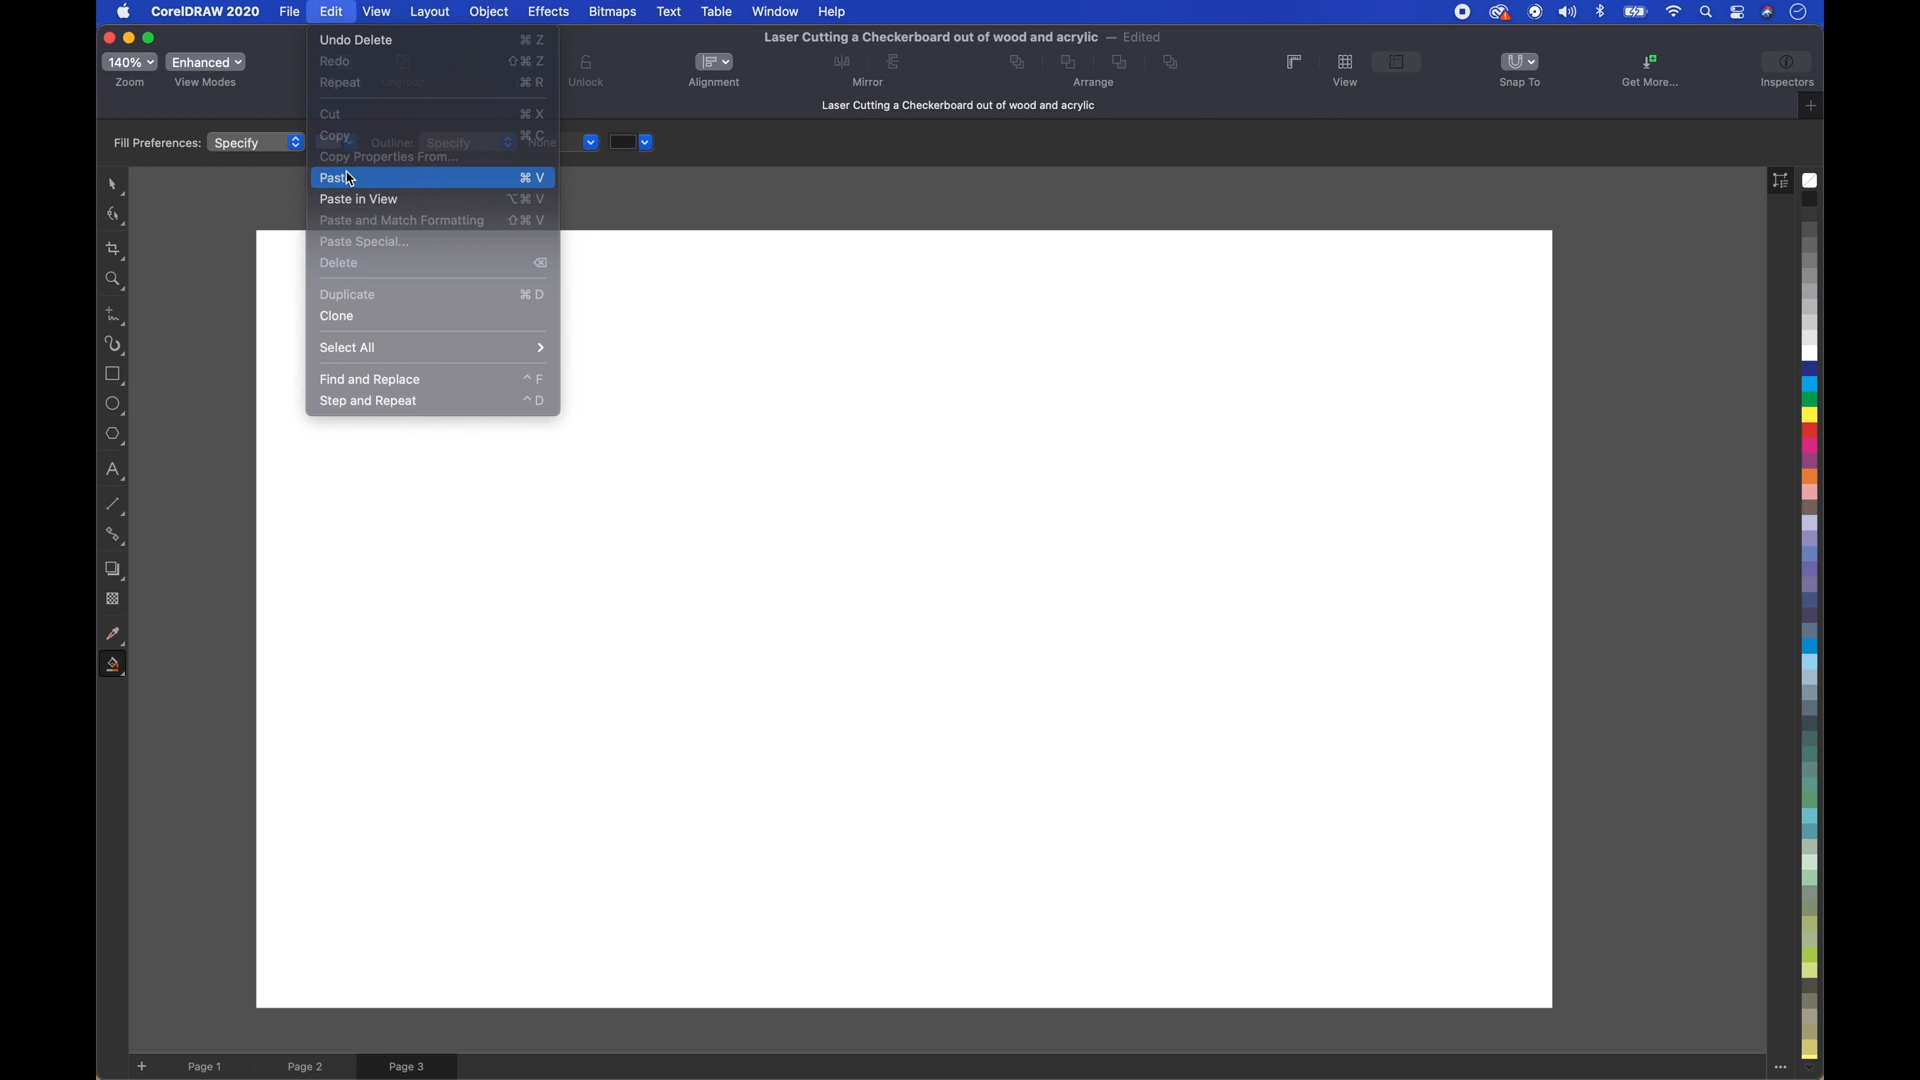 CorelDRAW 2020 File Edit View Layout Object Effects Bitmaps Text Table Window Help
Laser Cutting a Checkerboard out of wood and acrylic — Edited
140% Enhanced
Zoom View Modes Ungroup Unlock Alignment Mirror Arrange View Snap To Get More... Inspectors
Laser Cutting a Checkerboard out of wood and acrylic
Fill Preferences: Specify Outline: Specify None
Undo Delete ⌘ Z
Redo ⇧⌘ Z
Repeat ⌘ R
Cut ⌘ X
Copy ⌘ C
Copy Properties From...
Paste ⌘ V
Paste in View ⌥⌘ V
Paste and Match Formatting ⇧⌘ V
Paste Special...
Delete ⌫
Duplicate ⌘ D
Clone
Select All
Find and Replace ^ F
Step and Repeat ^ D
Page 1 Page 2 Page 3